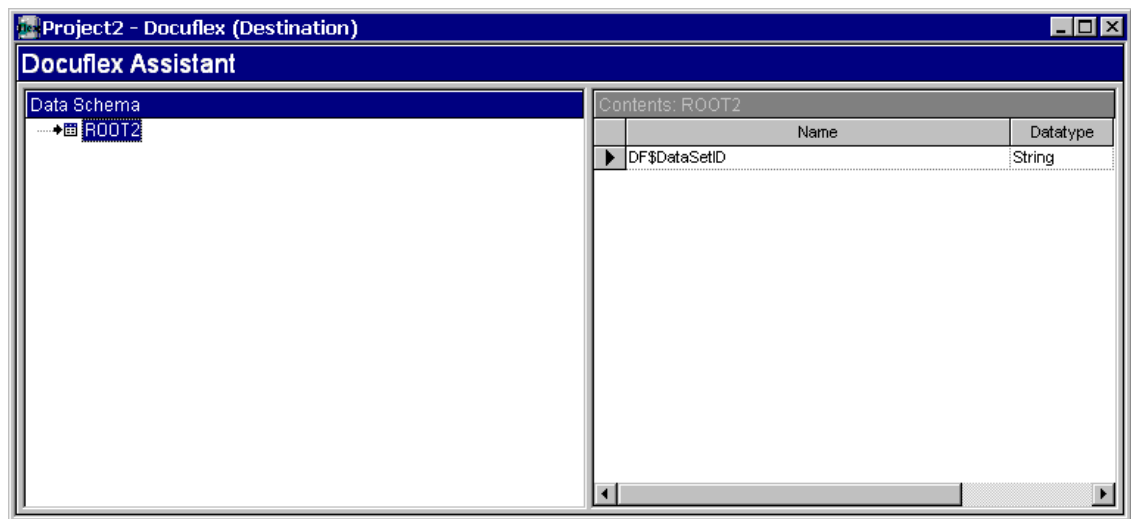 Project2 - Docuflex (Destination)
Docuflex Assistant
Data Schema
ROOT2
Contents: ROOT2
Name Datatype
DF$DataSetID String